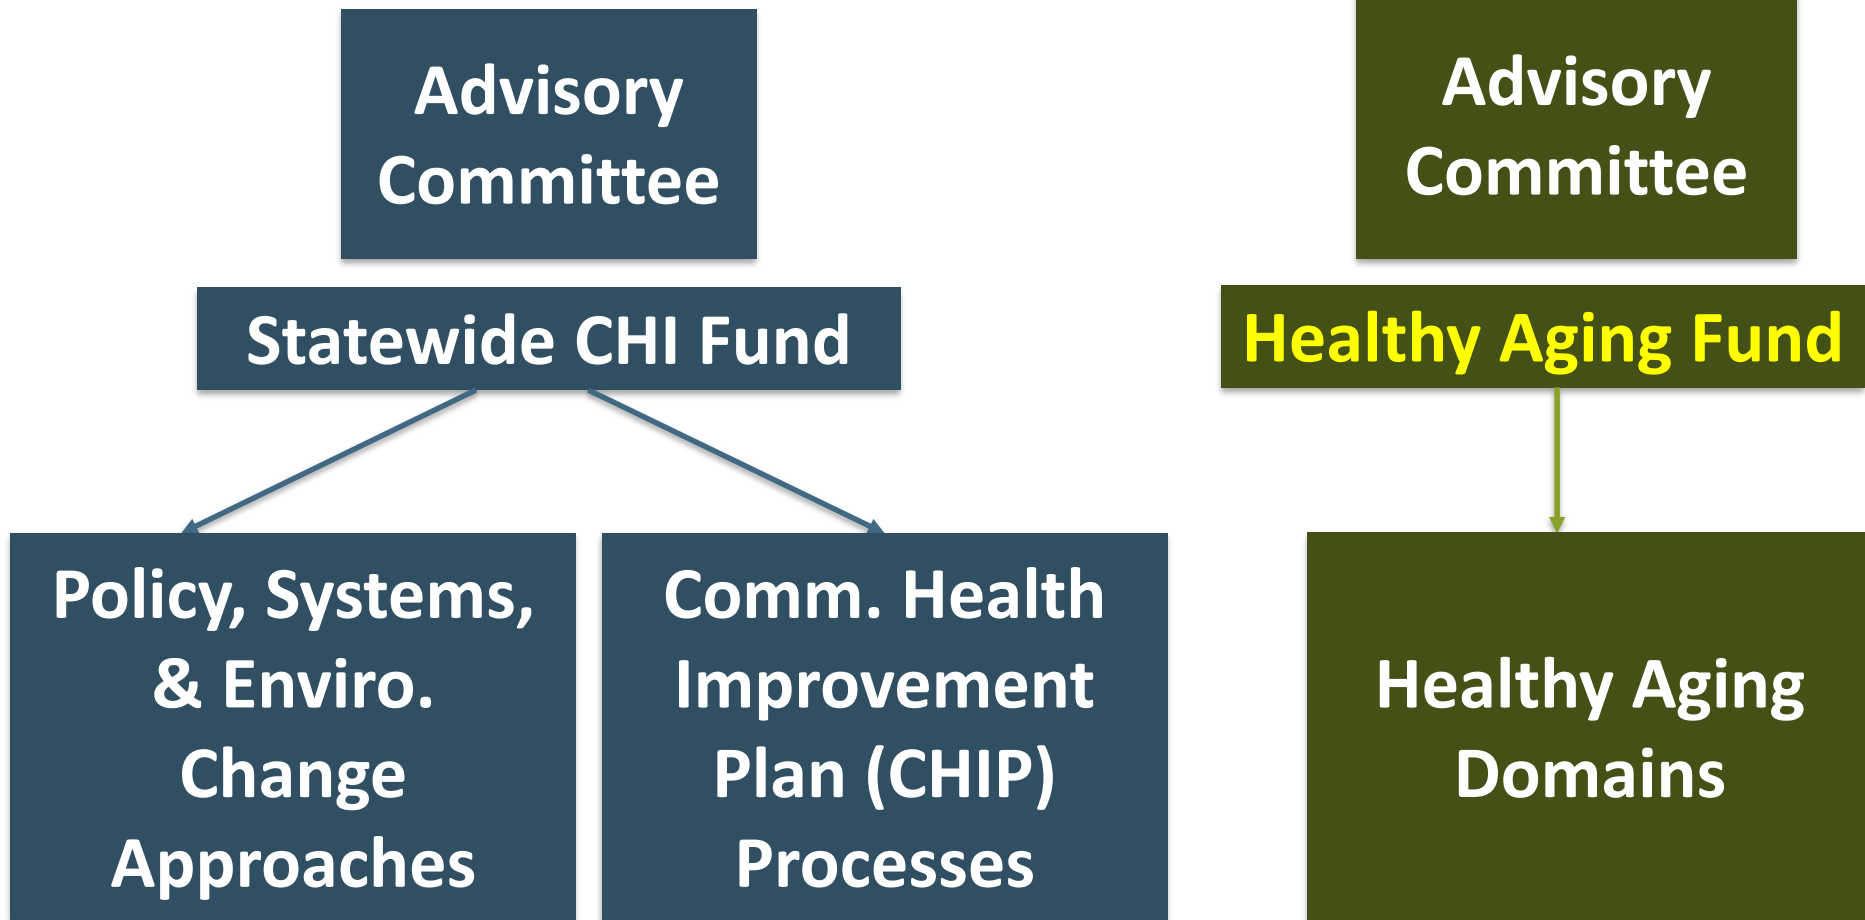 Advisory
Committee
Statewide CHI Fund
Policy, Systems,
& Enviro.
Change
Approaches
Comm. Health
Improvement
Plan (CHIP)
Processes
Advisory
Committee
Healthy Aging Fund
Healthy Aging
Domains